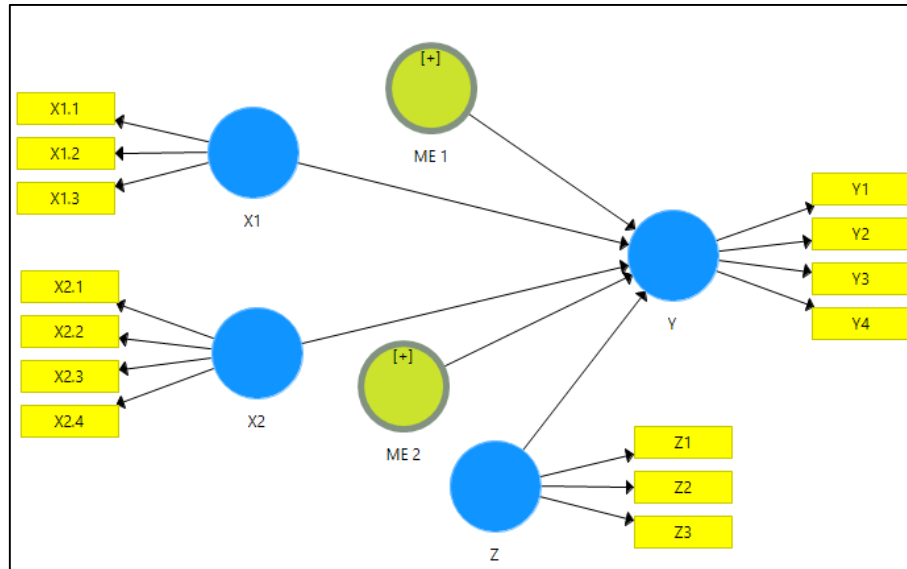 [+]
ME 1
X1.1
X1.2
X1.3
X1
Y1
Y2
Y3
Y4
Y
X2.1
X2.2
X2.3
X2.4
X2
[+]
ME 2
Z1
Z2
Z3
Z